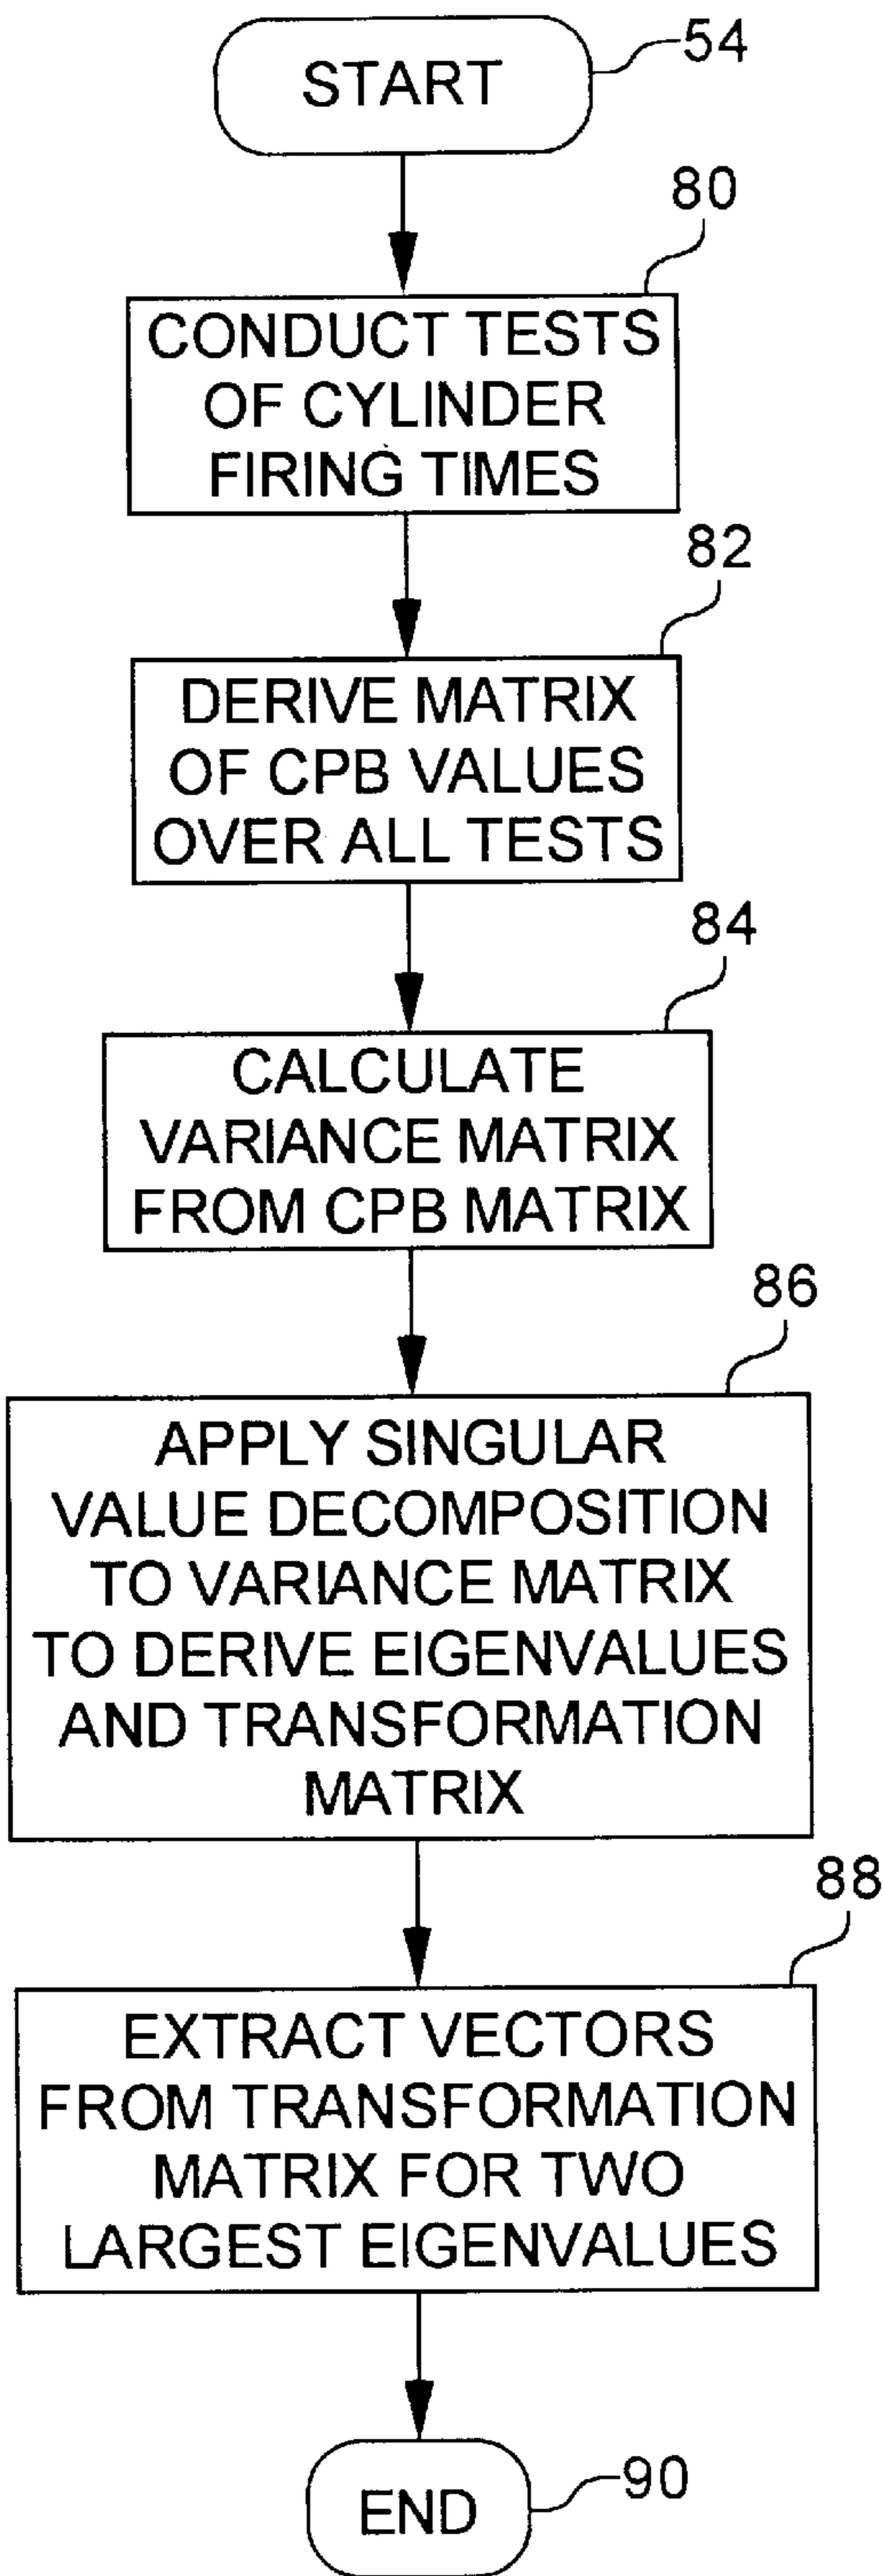 START
54
80
CONDUCT TESTS
OF CYLINDER
FIRING TIMES
82
DERIVE MATRIX
OF CPB VALUES
OVER ALL TESTS
84
CALCULATE
VARIANCE MATRIX
FROM CPB MATRIX
86
APPLY SINGULAR
VALUE DECOMPOSITION
TO VARIANCE MATRIX
TO DERIVE EIGENVALUES
AND TRANSFORMATION
MATRIX
88
EXTRACT VECTORS
FROM TRANSFORMATION
MATRIX FOR TWO
LARGEST EIGENVALUES
END
90